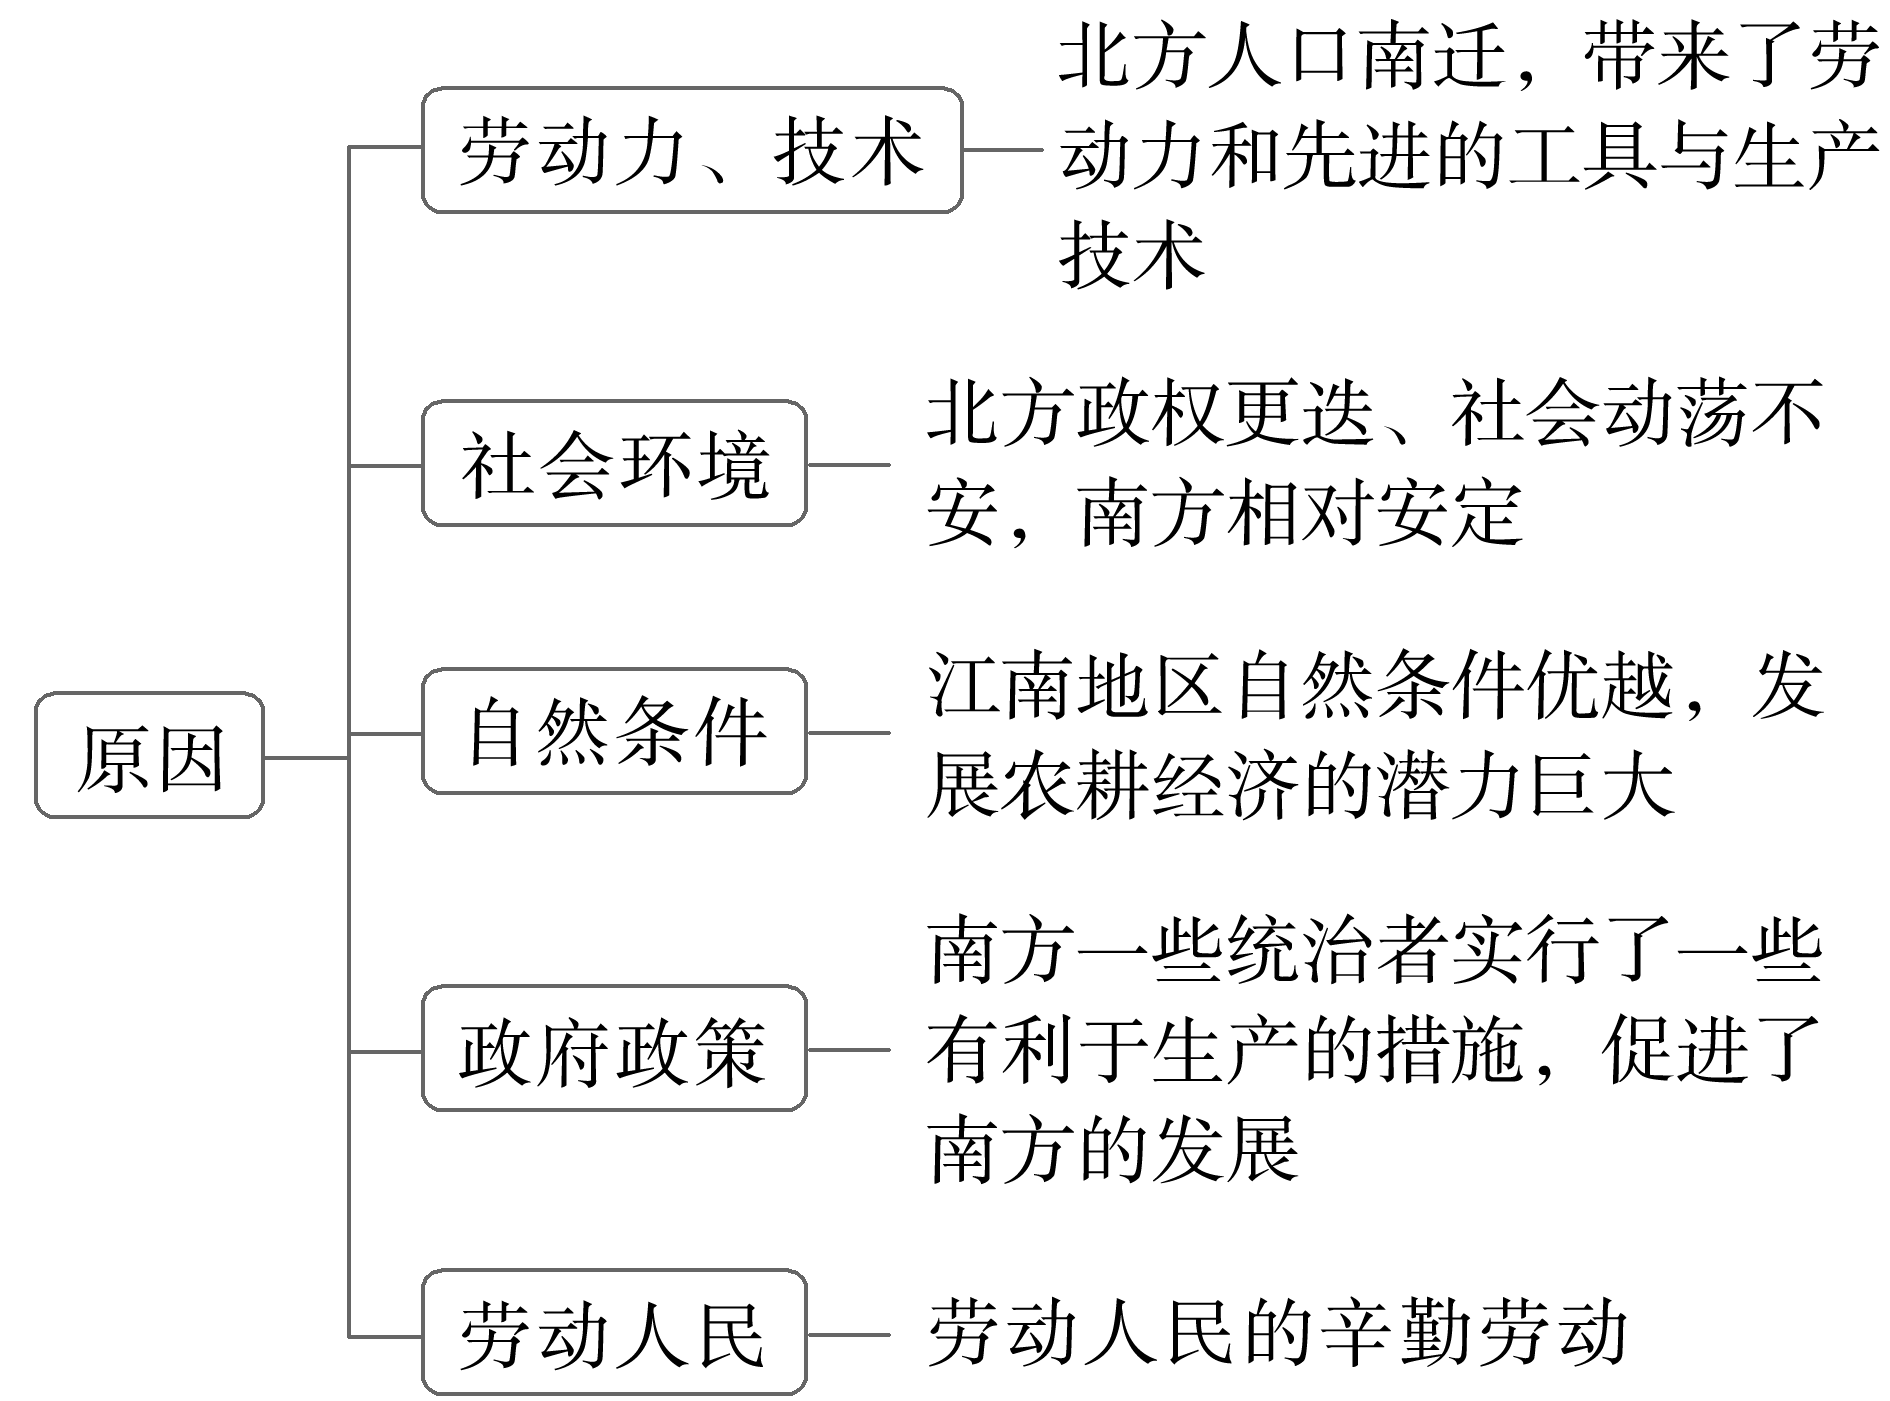 原因
劳动力、技术
北方人口南迁，带来了劳
动力和先进的工具与生产
技术
社会环境
北方政权更迭、社会动荡不
安，南方相对安定
自然条件
江南地区自然条件优越，发
展农耕经济的潜力巨大
政府政策
南方一些统治者实行了一些
有利于生产的措施，促进了
南方的发展
劳动人民
劳动人民的辛勤劳动